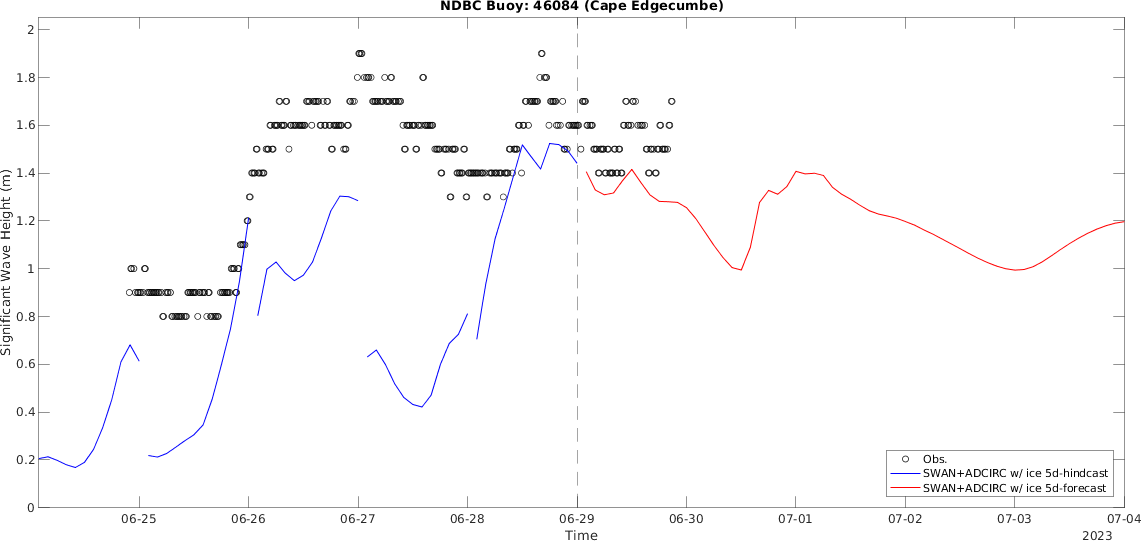 NDBC Buoy: 46084 (Cape Edgecumbe)
2
1.8
1.6
1.4
1.2
1
0.8
0.6
0.4
0.2
0
Significant Wave Height (m)
06-25 06-26 06-27 06-28 06-29 06-30 07-01 07-02 07-03 07-04
Time
2023
Obs.
SWAN+ADCIRC w/ ice 5d-hindcast
SWAN+ADCIRC w/ ice 5d-forecast